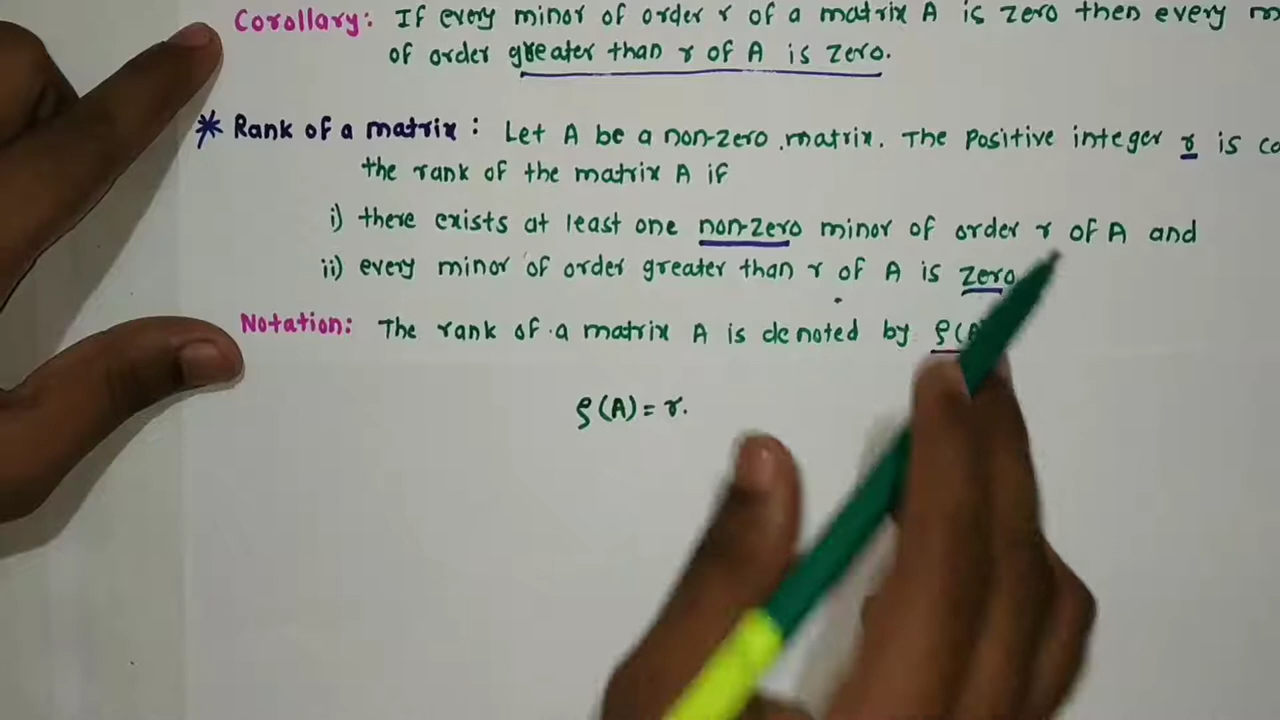 Corollary: If every minor of order r of a matrix A is zero then every
of order greater than r of A is zero.
* Rank of a matrix: Let A be a non-zero matrix. The positive integer r is
the rank of the matrix A if
i) there exists at least one non-zero minor of order r of A and
ii) every minor of order greater than r of A is zero
Notation: The rank of a matrix A is denoted by ρ(A)
ρ(A) = r.